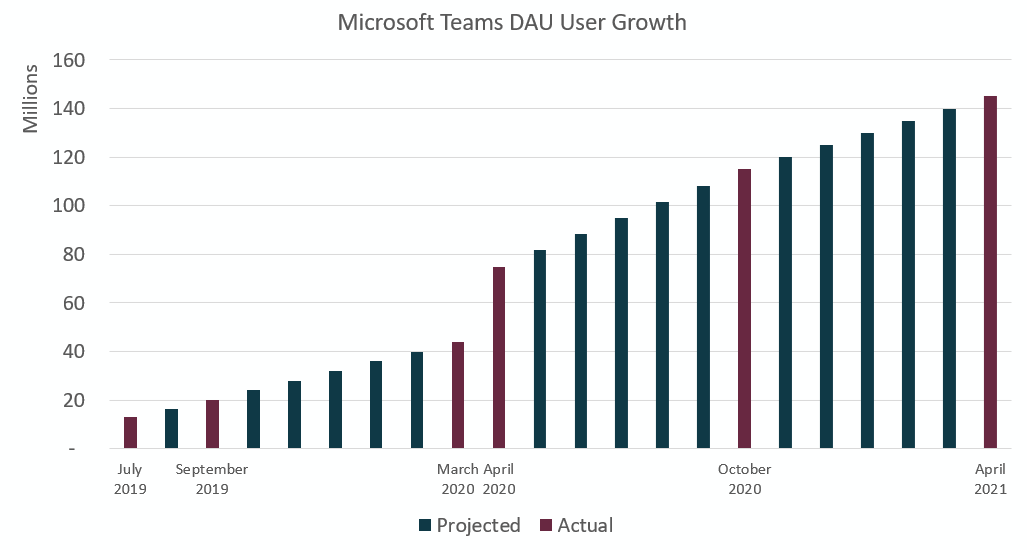 Microsoft Teams DAU User Growth
Millions
160
140
120
100
80
60
40
20
-
July 2019
September 2019
March 2020
April 2020
October 2020
April 2021
Projected
Actual